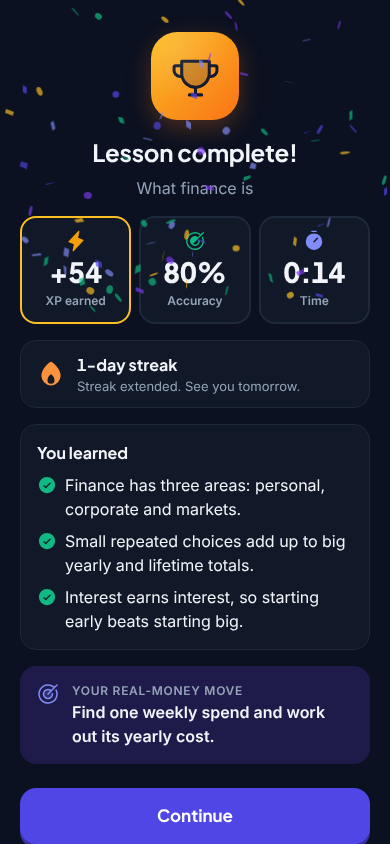 Lesson complete!
What finance is
+54
XP earned
80%
Accuracy
0:14
Time
1-day streak
Streak extended. See you tomorrow.
You learned
Finance has three areas: personal,
corporate and markets.
Small repeated choices add up to big
yearly and lifetime totals.
Interest earns interest, so starting
early beats starting big.
YOUR REAL-MONEY MOVE
Find one weekly spend and work
out its yearly cost.
Continue